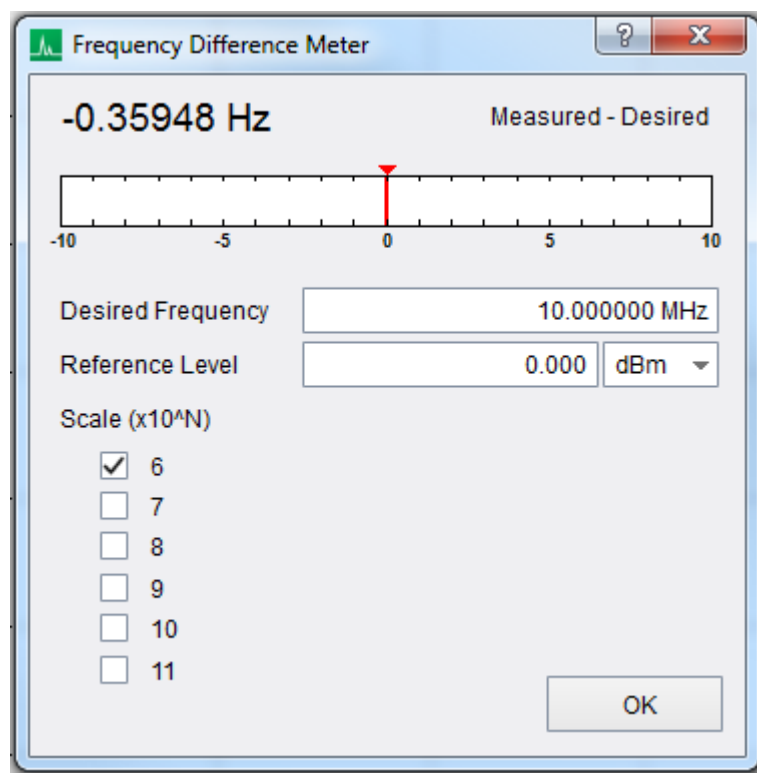 Frequency Difference Meter
-0.35948 Hz Measured - Desired
-10 -5 0 5 10
Desired Frequency 10.000000 MHz
Reference Level 0.000 dBm
Scale (x10^N)
6
7
8
9
10
11
OK